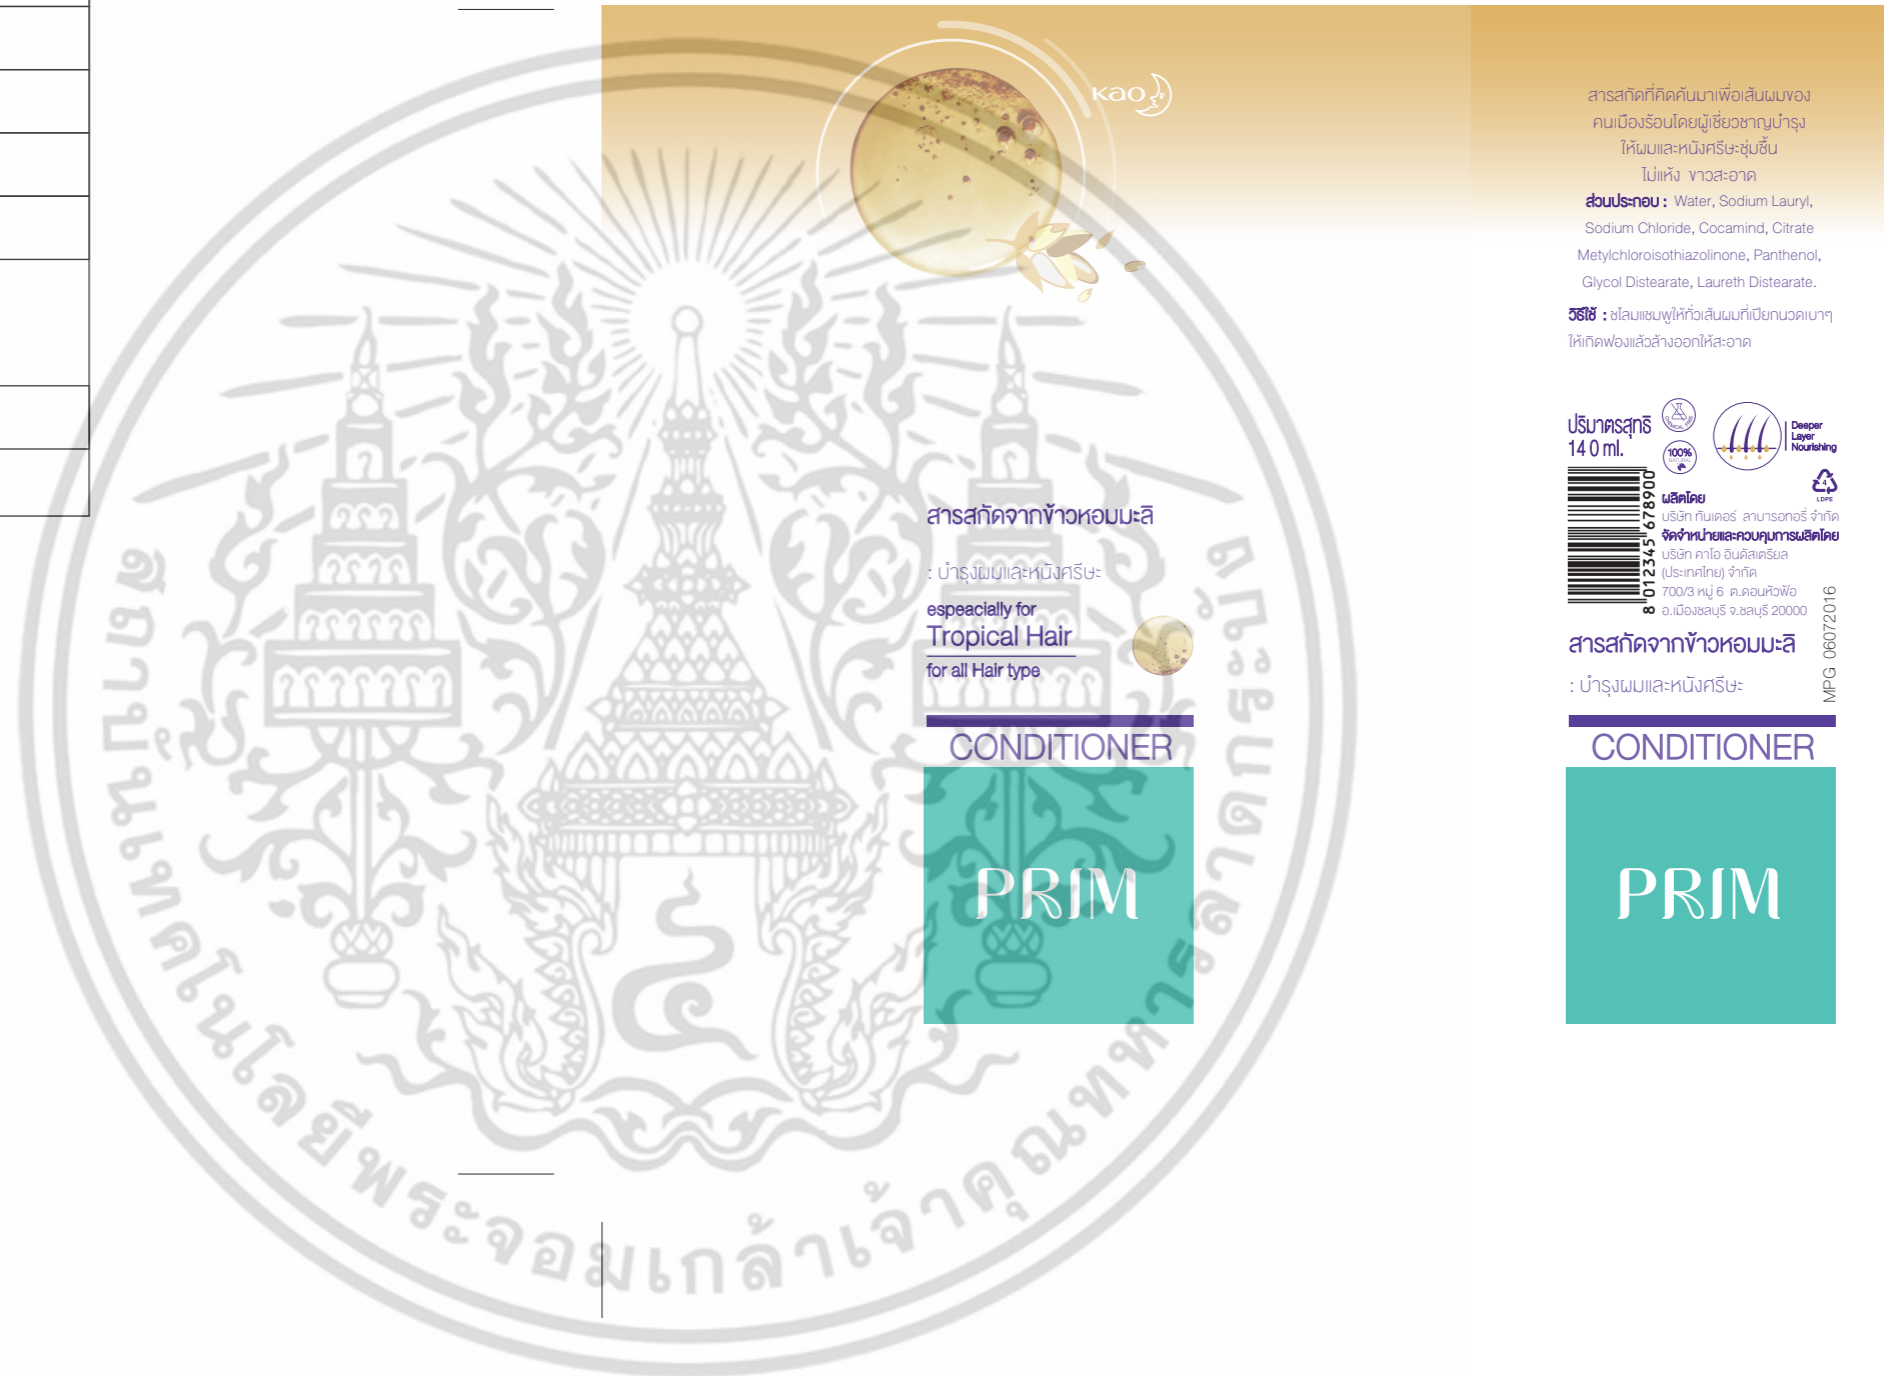 Kao
สารสกัดจากข้าวหอมมะลิ
: บำรุงผมและหนังศรีษะ
espeacially for
Tropical Hair
for all Hair type
CONDITIONER
PRIM
สารสกัดที่คิดค้นมาเพื่อเส้นผมของ
คนเมืองร้อนโดยผู้เชี่ยวชาญบำรุง
ให้ผมและหนังศรีษะชุ่มชื้น
ไม่แห้ง ขาวสะอาด
ส่วนประกอบ : Water, Sodium Lauryl,
Sodium Chloride, Cocamind, Citrate
Metylchloroisothiazolinone, Panthenol,
Glycol Distearate, Laureth Distearate.
วิธีใช้ : ชโลมแชมพูให้ทั่วเส้นผมที่เปียกนวดเบาๆ
ให้เกิดฟองแล้วล้างออกให้สะอาด
ปริมาตรสุทธิ
140 ml.
CHEMICAL FREE
100%
NATURAL
Deeper
Layer
Nourishing
4
LDPE
8 012345 678900
ผลิตโดย
บริษัท ทันเดอร์ ลาบารอทอรี่ จำกัด
จัดจำหน่ายและควบคุมการผลิตโดย
บริษัท คาโอ อินดัสเตรียล
(ประเทศไทย) จำกัด
700/3 หมู่ 6 ต.ดอนหัวฬ่อ
อ.เมืองชลบุรี จ.ชลบุรี 20000
MPG 06072016
สารสกัดจากข้าวหอมมะลิ
: บำรุงผมและหนังศรีษะ
CONDITIONER
PRIM
สถาบันเทคโนโลยีพระจอมเกล้าเจ้าคุณทหารลาดกระบัง